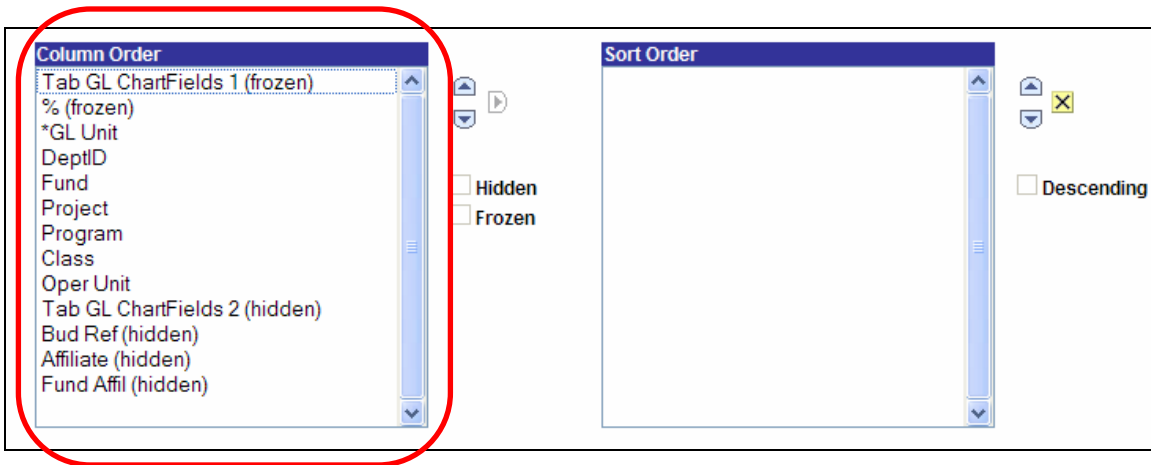 Column Order
Tab GL ChartFields 1 (frozen)
% (frozen)
*GL Unit
DeptID
Fund
Project
Program
Class
Oper Unit
Tab GL ChartFields 2 (hidden)
Bud Ref (hidden)
Affiliate (hidden)
Fund Affil (hidden)
Hidden
Frozen
Sort Order
Descending